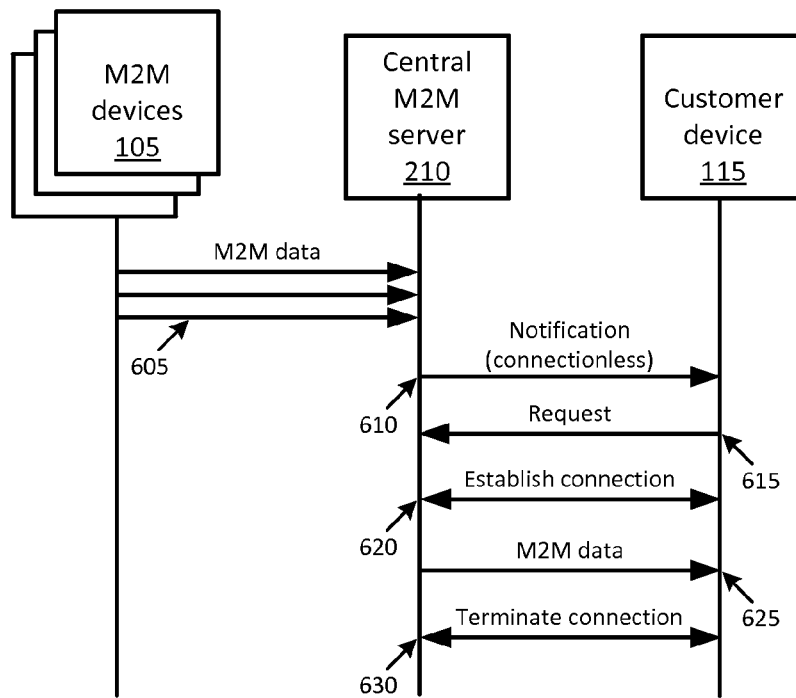 M2M
devices
105
Central
M2M
server
210
Customer
device
115
M2M data
605
Notification
(connectionless)
610
Request
615
Establish connection
620
M2M data
625
Terminate connection
630